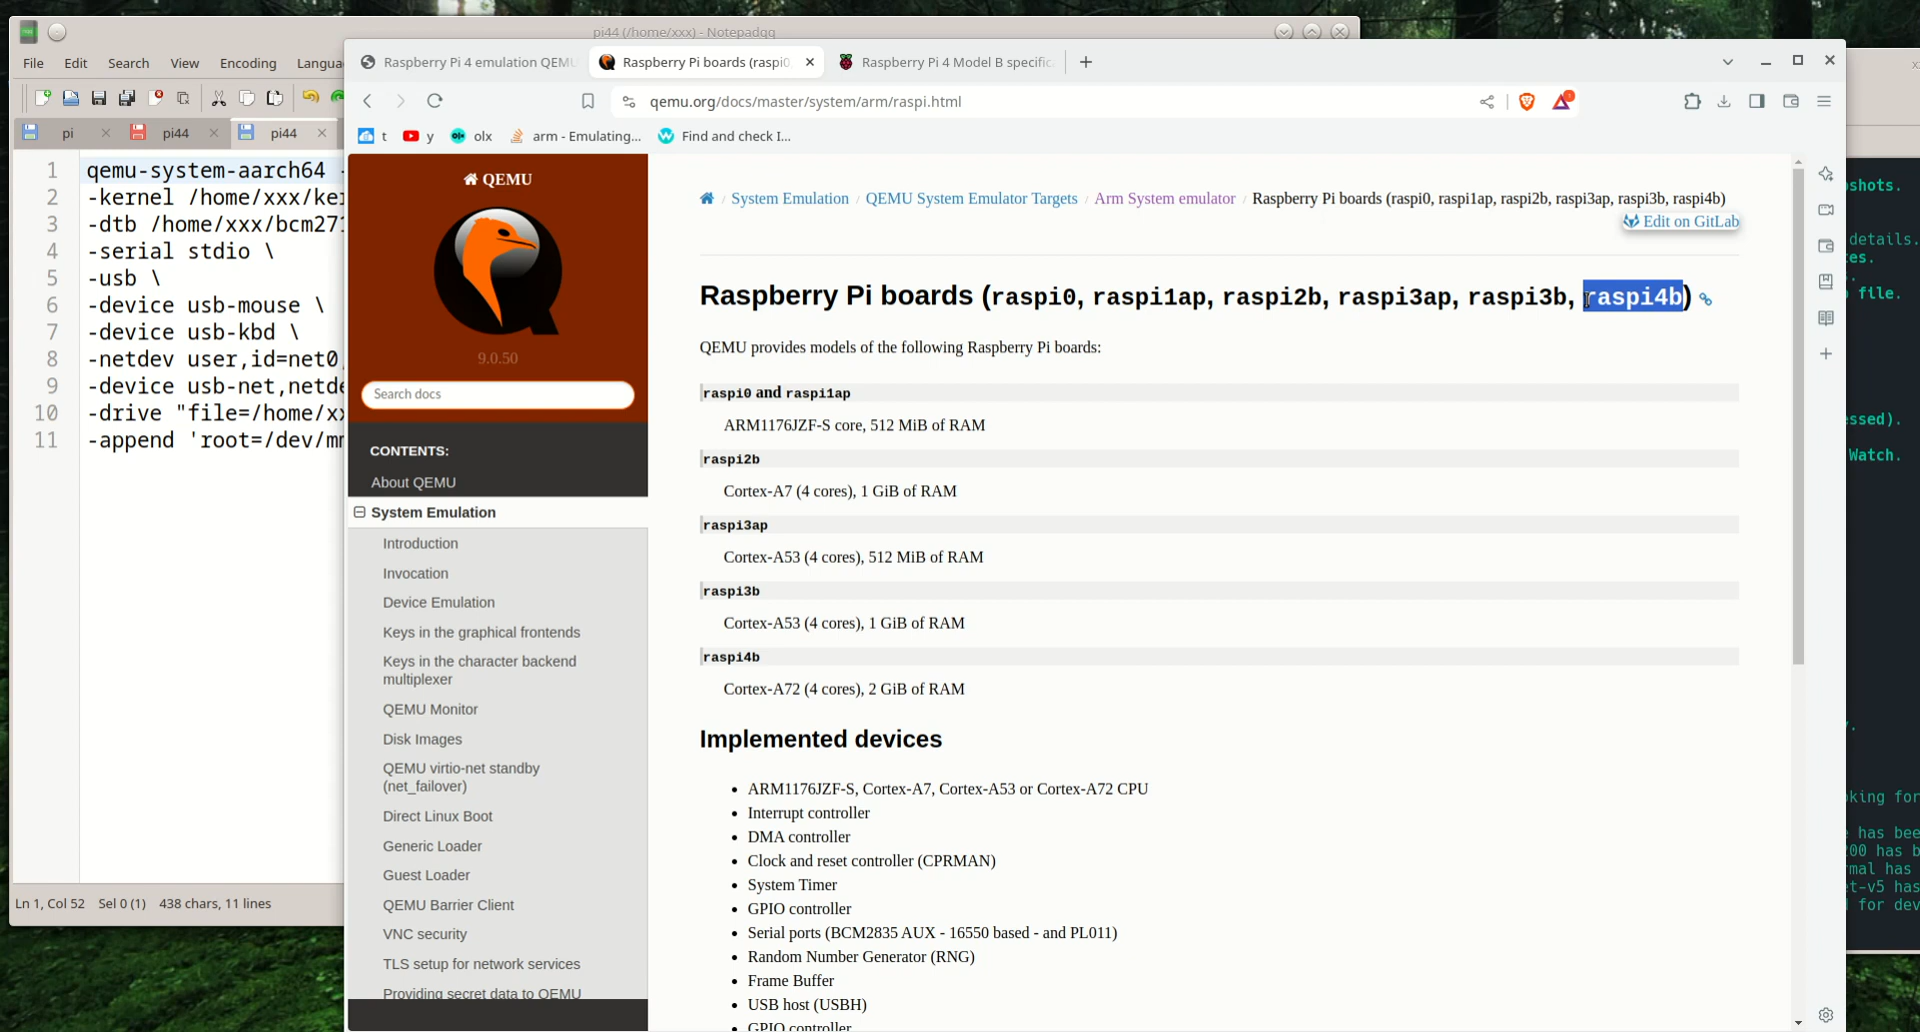 pi44 (/home/xxx) - Notepadqq
File Edit Search View Encoding Langua
pi pi44 pi44
1 qemu-system-aarch64 -
2 -kernel /home/xxx/ke
3 -dtb /home/xxx/bcm271
4 -serial stdio \
5 -usb \
6 -device usb-mouse \
7 -device usb-kbd \
8 -netdev user,id=net0,
9 -device usb-net,netde
10 -drive "file=/home/xx
11 -append 'root=/dev/mm
Ln 1, Col 52 Sel 0 (1) 438 chars, 11 lines
Raspberry Pi 4 emulation QEMU
Raspberry Pi boards (raspi0
Raspberry Pi 4 Model B specific
qemu.org/docs/master/system/arm/raspi.html
t y olx arm - Emulating... Find and check I...
QEMU
9.0.50
Search docs
CONTENTS:
About QEMU
System Emulation
Introduction
Invocation
Device Emulation
Keys in the graphical frontends
Keys in the character backend
multiplexer
QEMU Monitor
Disk Images
QEMU virtio-net standby
(net_failover)
Direct Linux Boot
Generic Loader
Guest Loader
QEMU Barrier Client
VNC security
TLS setup for network services
Providing secret data to QEMU
System Emulation / QEMU System Emulator Targets / Arm System emulator / Raspberry Pi boards (raspi0, raspi1ap, raspi2b, raspi3ap, raspi3b, raspi4b)
Edit on GitLab
Raspberry Pi boards (raspi0, raspi1ap, raspi2b, raspi3ap, raspi3b, raspi4b)
QEMU provides models of the following Raspberry Pi boards:
raspi0 and raspi1ap
ARM1176JZF-S core, 512 MiB of RAM
raspi2b
Cortex-A7 (4 cores), 1 GiB of RAM
raspi3ap
Cortex-A53 (4 cores), 512 MiB of RAM
raspi3b
Cortex-A53 (4 cores), 1 GiB of RAM
raspi4b
Cortex-A72 (4 cores), 2 GiB of RAM
Implemented devices
• ARM1176JZF-S, Cortex-A7, Cortex-A53 or Cortex-A72 CPU
• Interrupt controller
• DMA controller
• Clock and reset controller (CPRMAN)
• System Timer
• GPIO controller
• Serial ports (BCM2835 AUX - 16550 based - and PL011)
• Random Number Generator (RNG)
• Frame Buffer
• USB host (USBH)
• GPIO controller
shots.
details.
es.
file.
ssed).
Watch.
king for
has bee
00 has b
mal has
t-v5 has
for dev